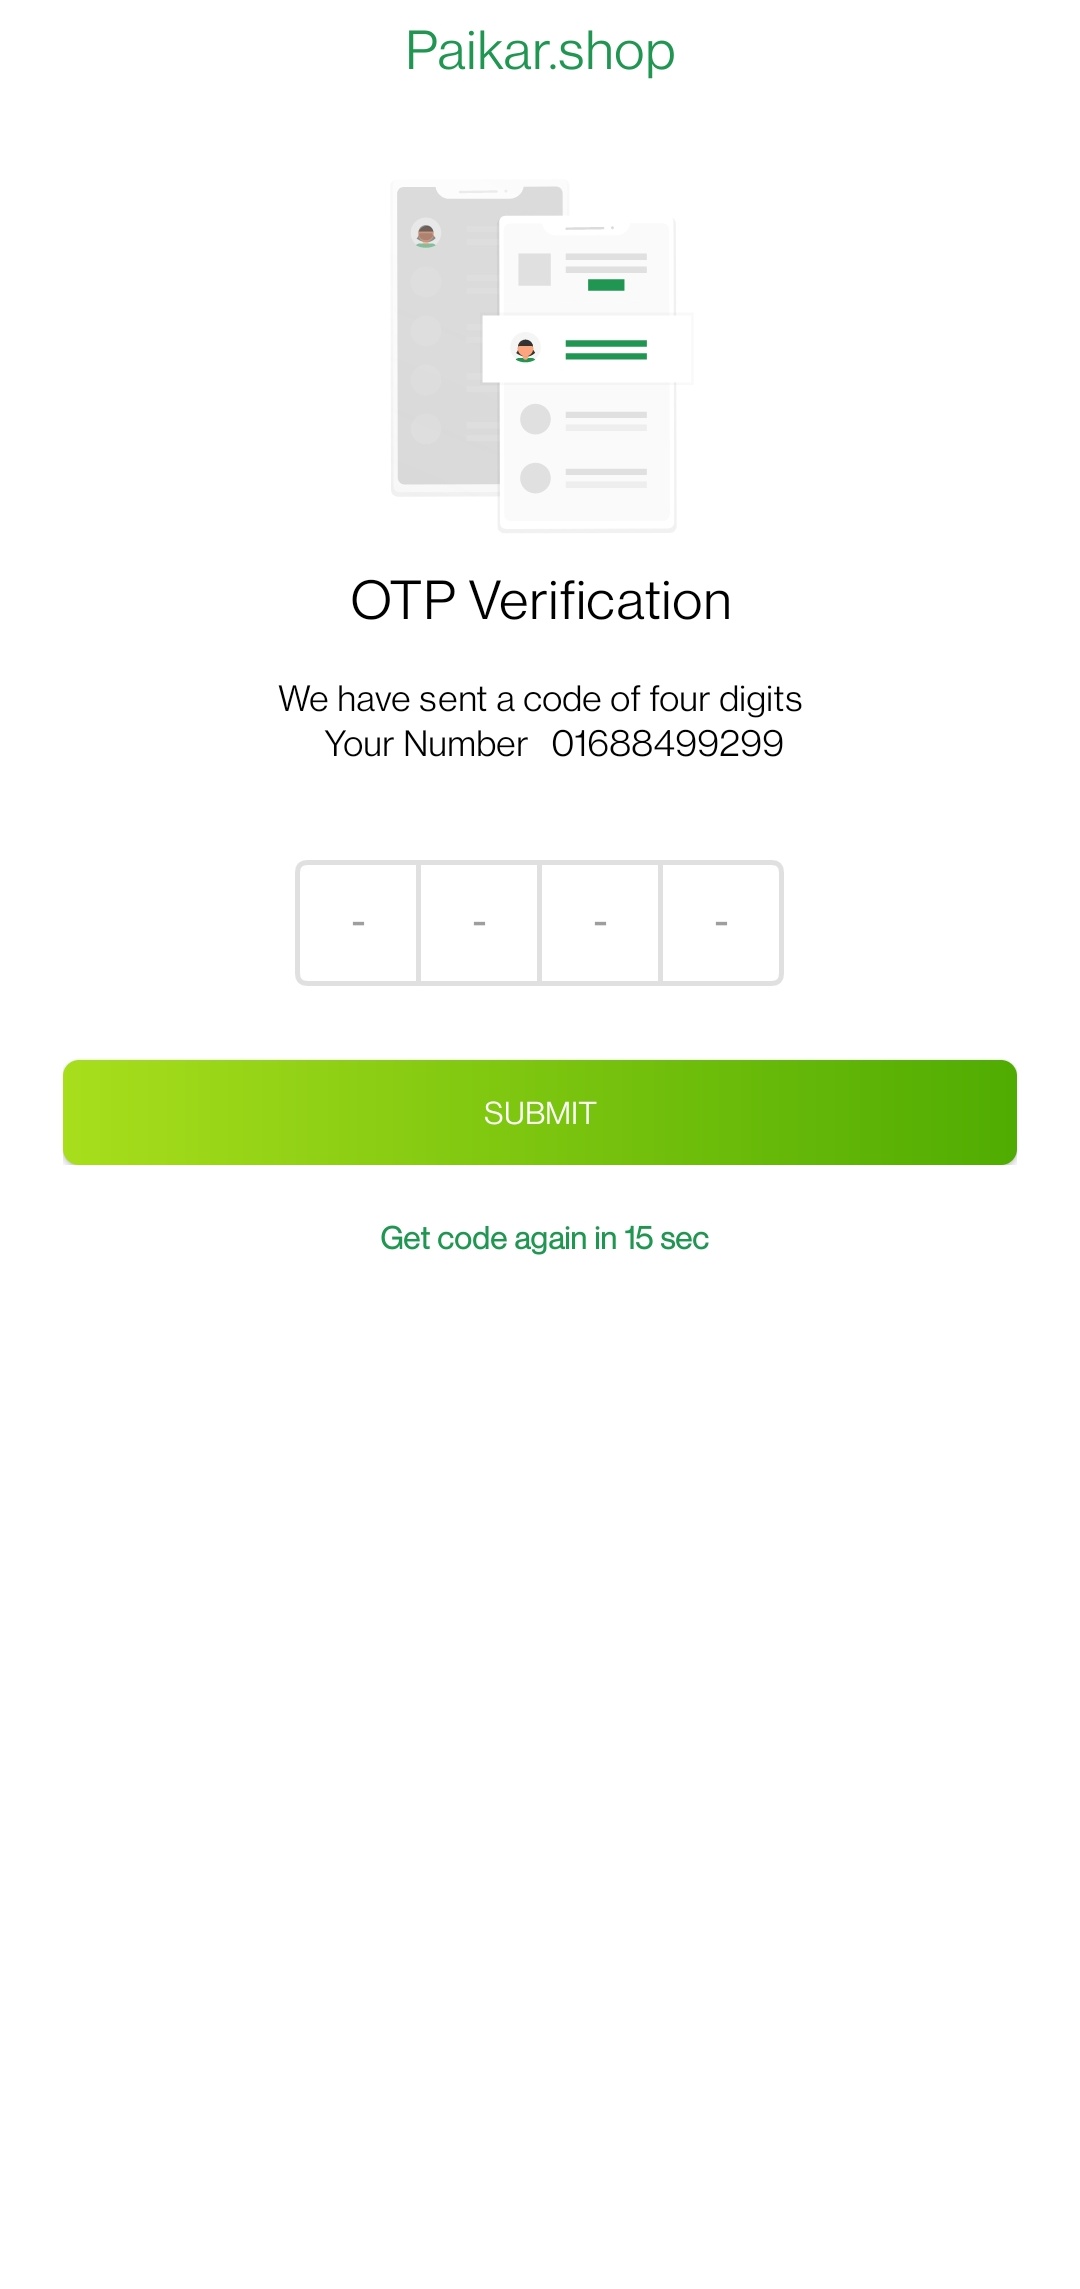 Paikar.shop
OTP Verification
We have sent a code of four digits
Your Number 01688499299
- - - -
SUBMIT
Get code again in 15 sec